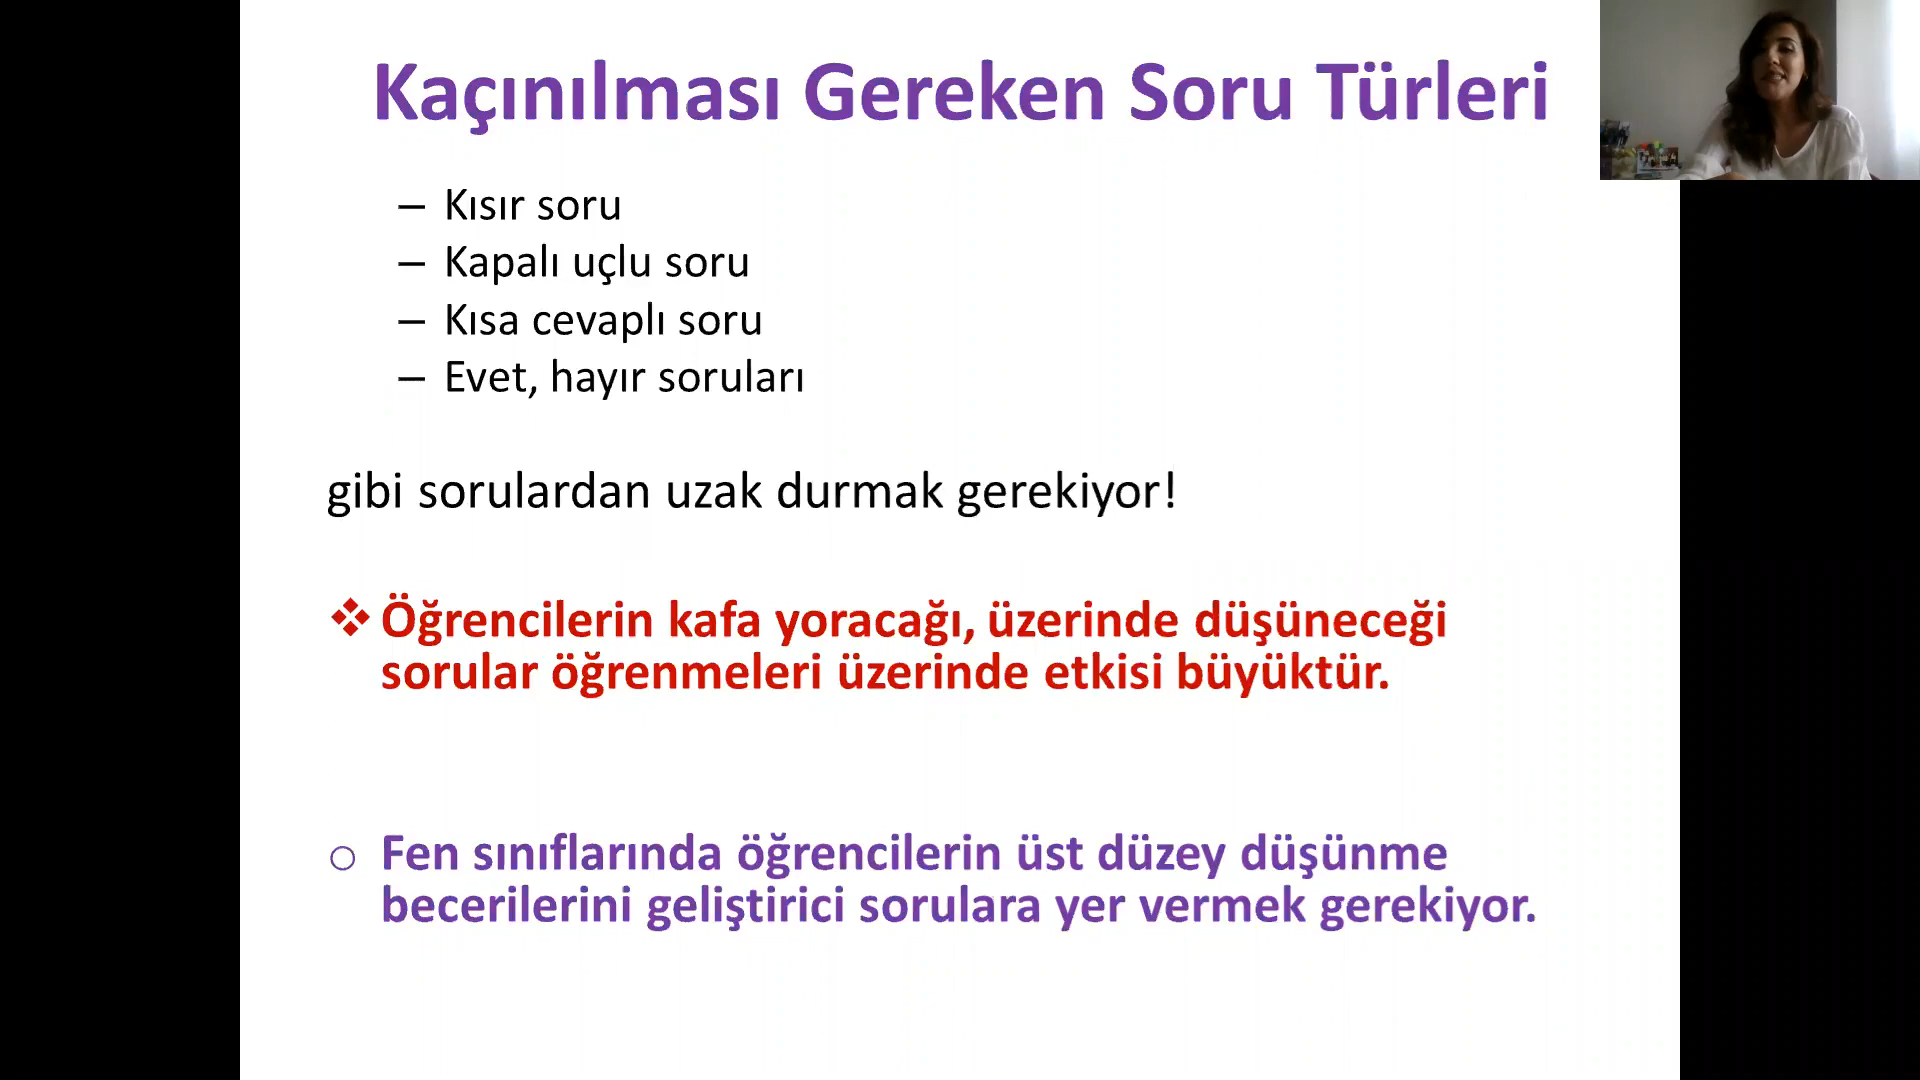 Kaçınılması Gereken Soru Türleri
– Kısır soru
– Kapalı uçlu soru
– Kısa cevaplı soru
– Evet, hayır soruları
gibi sorulardan uzak durmak gerekiyor!
❖ Öğrencilerin kafa yoracağı, üzerinde düşüneceği
sorular öğrenmeleri üzerinde etkisi büyüktür.
o Fen sınıflarında öğrencilerin üst düzey düşünme
becerilerini geliştirici sorulara yer vermek gerekiyor.